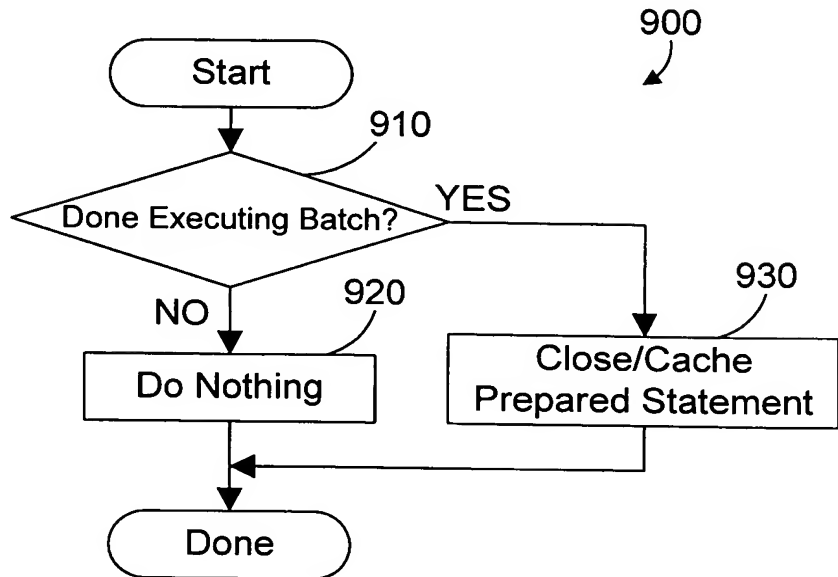 900
Start
910
Done Executing Batch?
YES
NO
920
930
Do Nothing
Close/Cache
Prepared Statement
Done